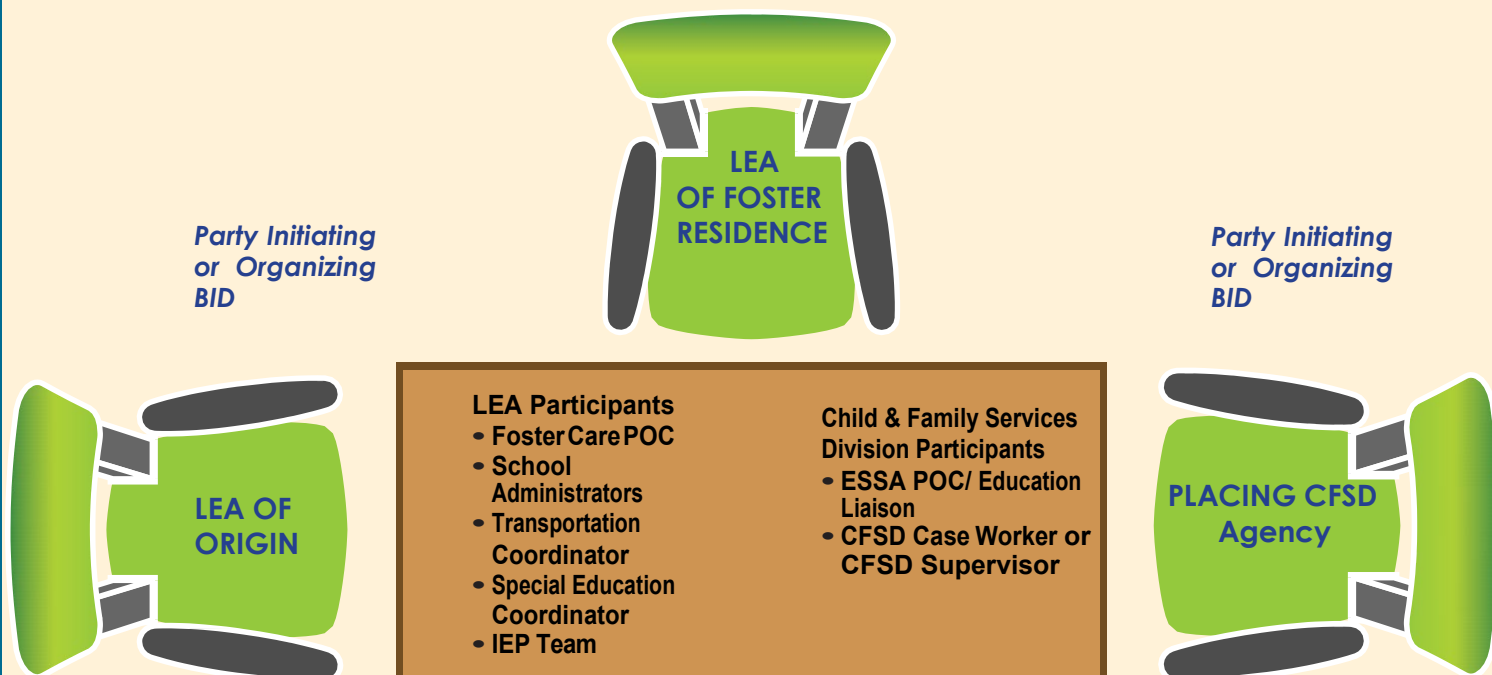 LEA
OF FOSTER
RESIDENCE
Party Initiating
or Organizing
BID
Party Initiating
or Organizing
BID
LEA OF
ORIGIN
LEA Participants
• Foster Care POC
• School
Administrators
• Transportation
Coordinator
• Special Education
Coordinator
• IEP Team
Child & Family Services
Division Participants
• ESSA POC/ Education
Liaison
• CFSD Case Worker or
CFSD Supervisor
PLACING CFSD
Agency